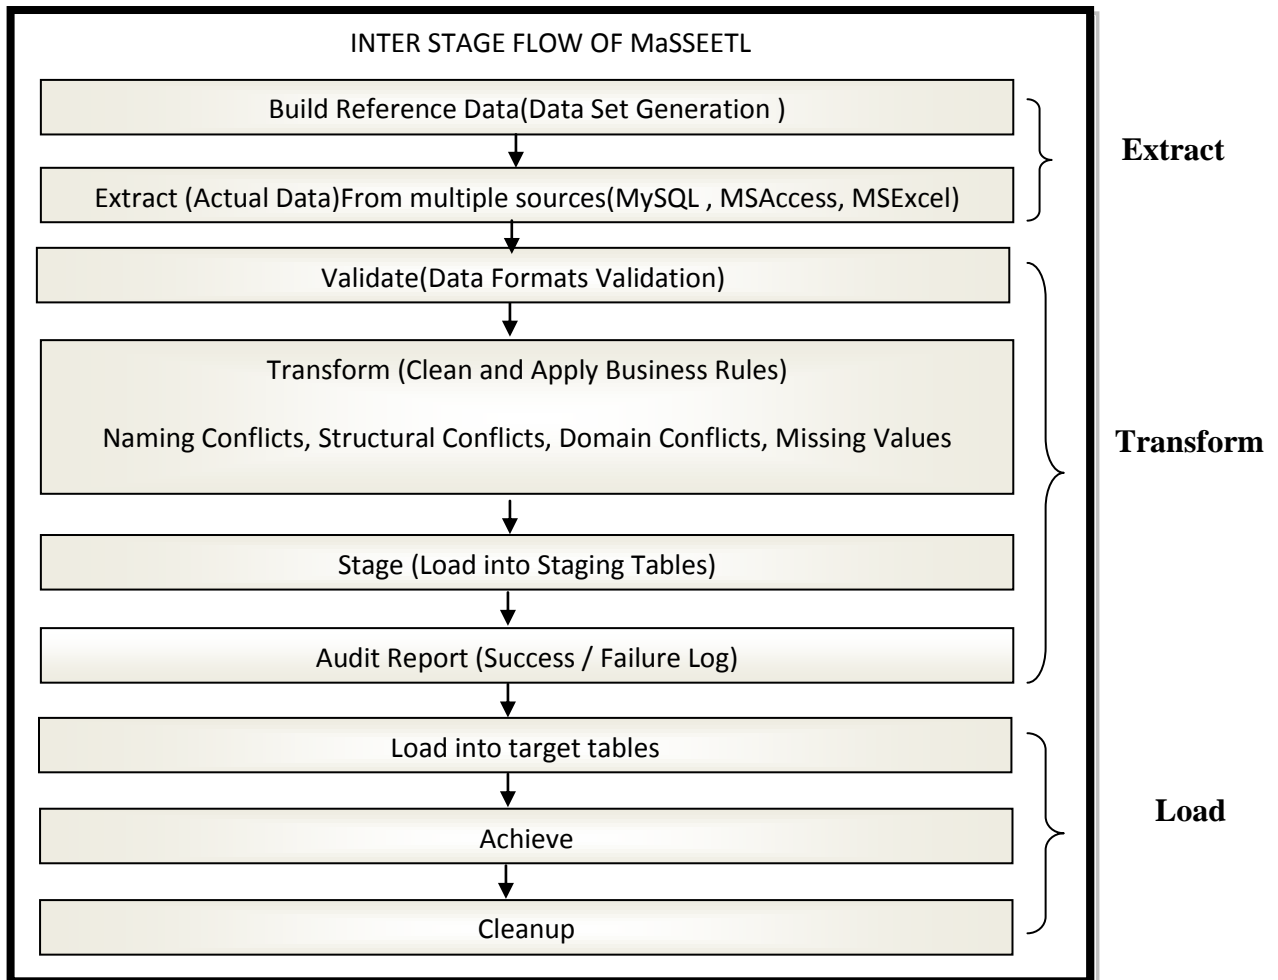 INTER STAGE FLOW OF MaSSEETL
Build Reference Data(Data Set Generation )
Extract
Extract (Actual Data)From multiple sources(MySQL , MSAccess, MSExcel)
Validate(Data Formats Validation)
Transform (Clean and Apply Business Rules)
Naming Conflicts, Structural Conflicts, Domain Conflicts, Missing Values
Transform
Stage (Load into Staging Tables)
Audit Report (Success / Failure Log)
Load into target tables
Load
Achieve
Cleanup